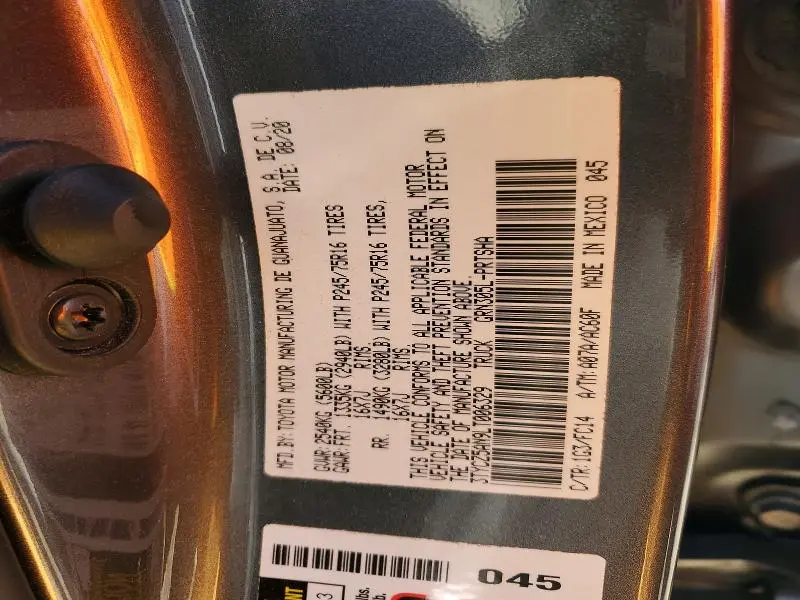 MFD.BY:TOYOTA MOTOR MANUFACTURING DE GUANAJUATO, S.A. DE C.V.
DATE: 08/20
GVWR:2540KG (5600LB)
GAWR:FRT. 1335KG (2940LB) WITH P245/75R16 TIRES
16X7J RIMS,
RR. 1490KG (3280LB) WITH P245/75R16 TIRES,
16X7J RIMS
THIS VEHICLE CONFORMS TO ALL APPLICABLE FEDERAL MOTOR
VEHICLE SAFETY AND THEFT PREVENTION STANDARDS IN EFFECT ON
THE DATE OF MANUFACTURE SHOWN ABOVE.
TRUCK GRN305L-PRTSHA
C/TR:1G3/FC14 A/TM:A07A/AC60F MADE IN MEXICO 045
045